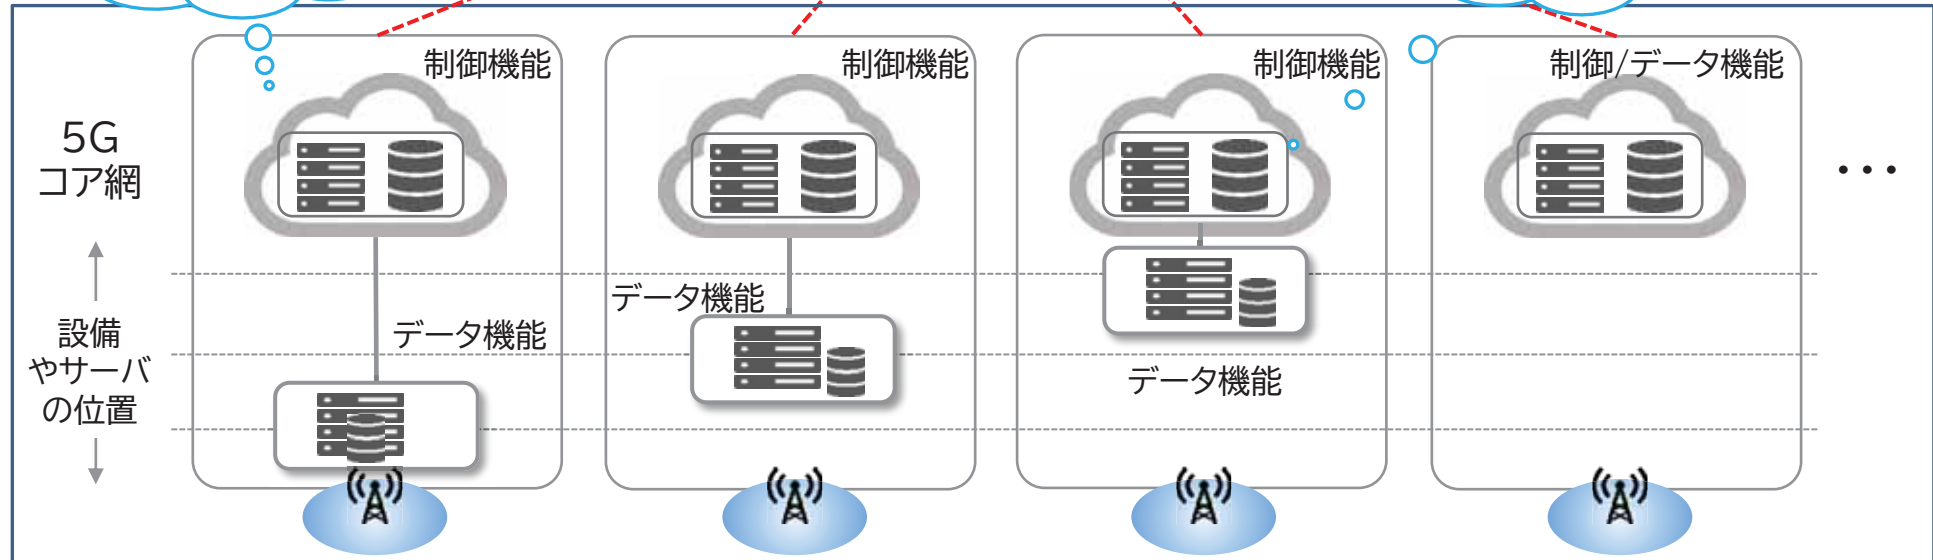 制御機能
制御機能
制御機能
制御/データ機能
5G
コア網
・・・
データ機能
データ機能
データ機能
設備
やサーバ
の位置